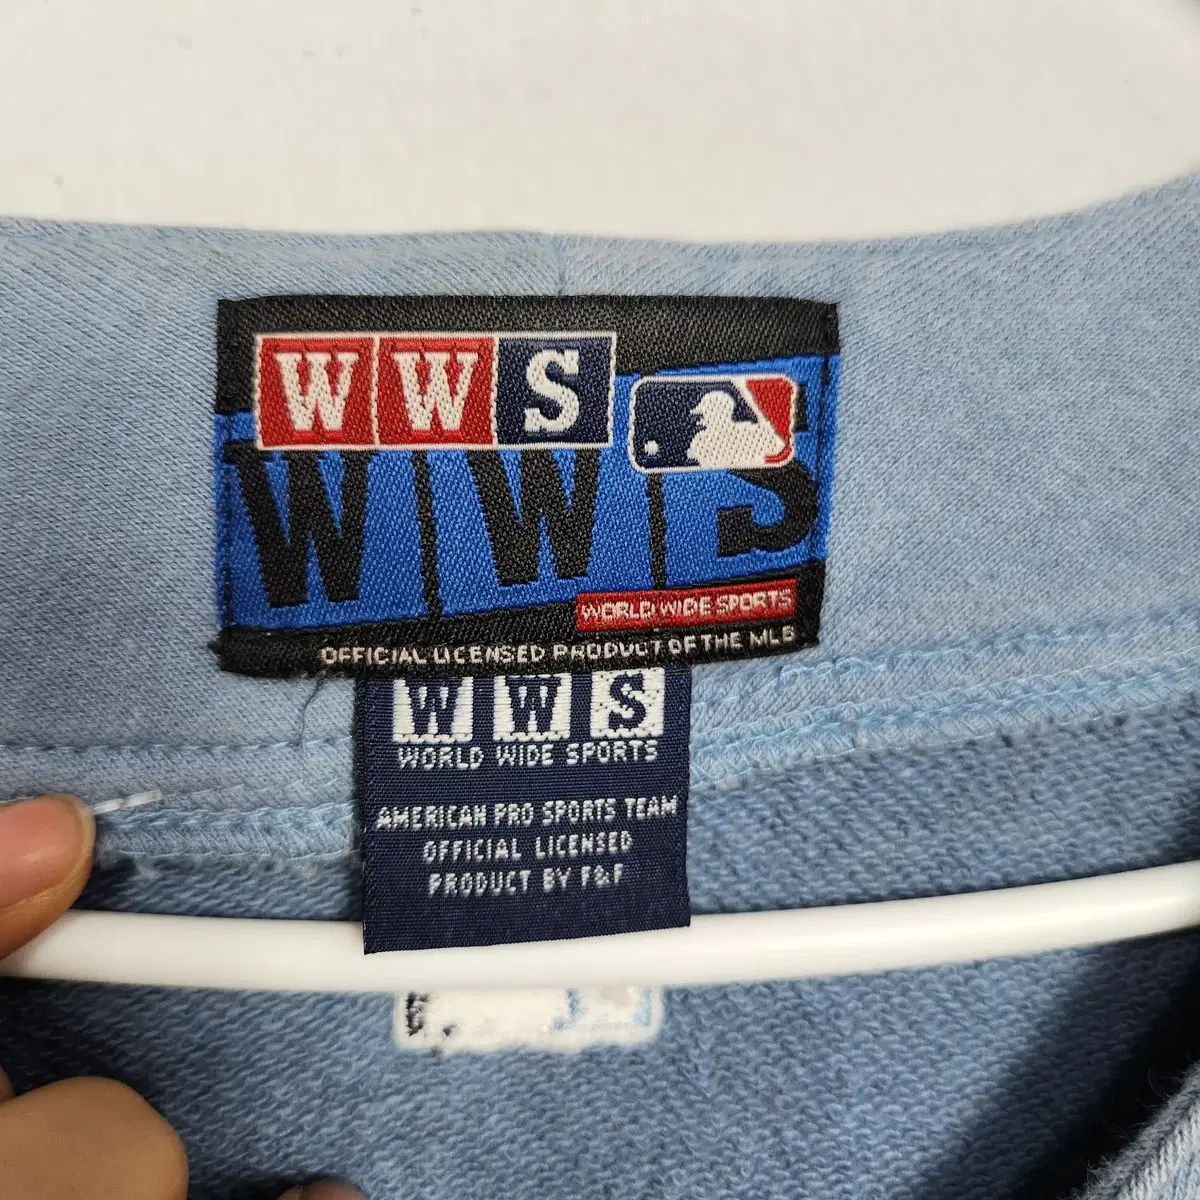 WWS
WWS
WORLD WIDE SPORTS
OFFICIAL LICENSED PRODUCT OF THE MLB
WWS
WORLD WIDE SPORTS
AMERICAN PRO SPORTS TEAM
OFFICIAL LICENSED
PRODUCT BY F&F